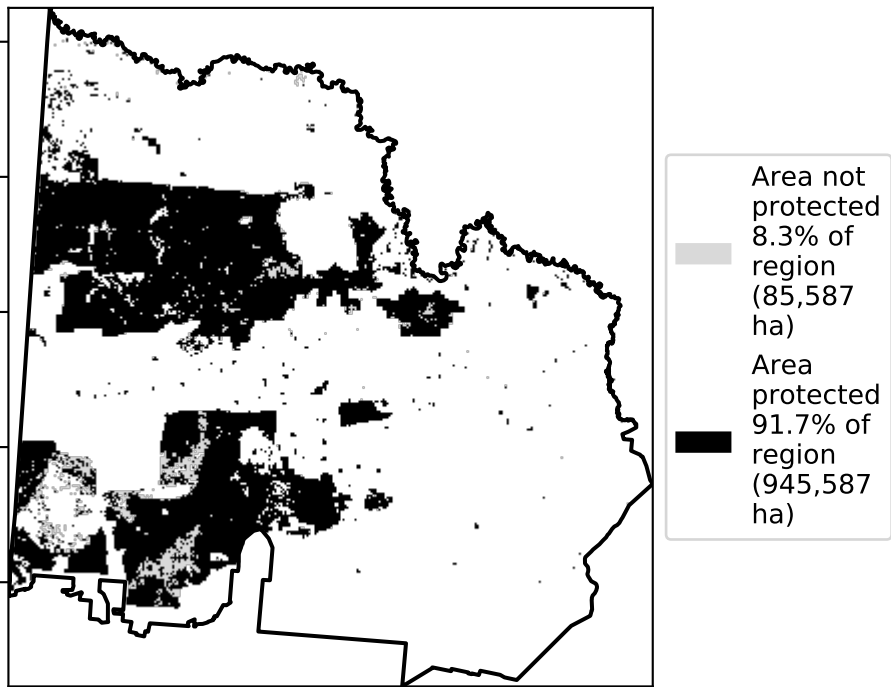 Area not
protected
8.3% of
region
(85,587
ha)
Area
protected
91.7% of
region
(945,587
ha)